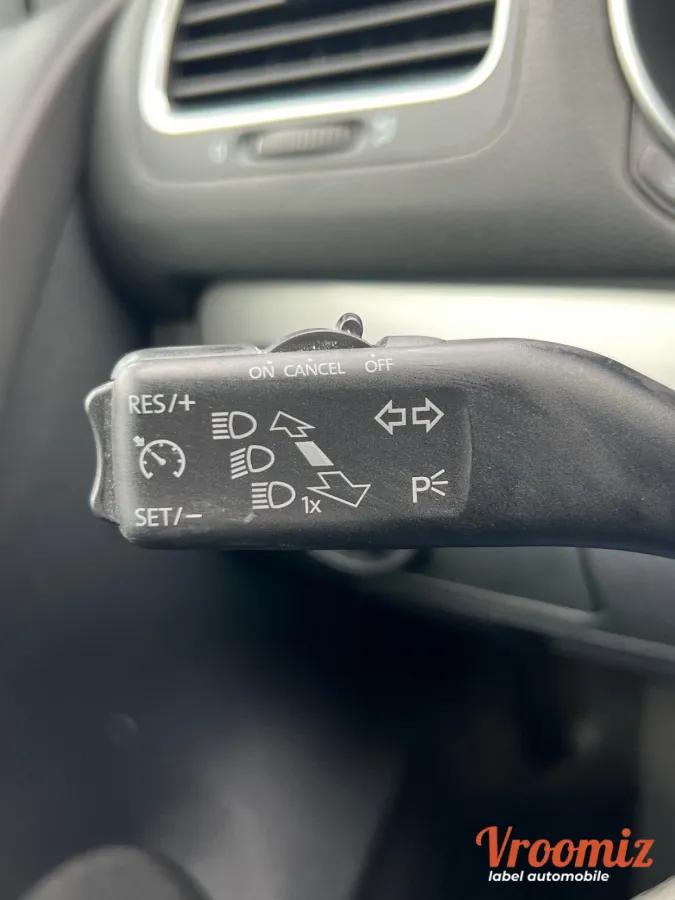 ON CANCEL OFF
RES/+
1x
P
SET/–
Vroomiz
label automobile